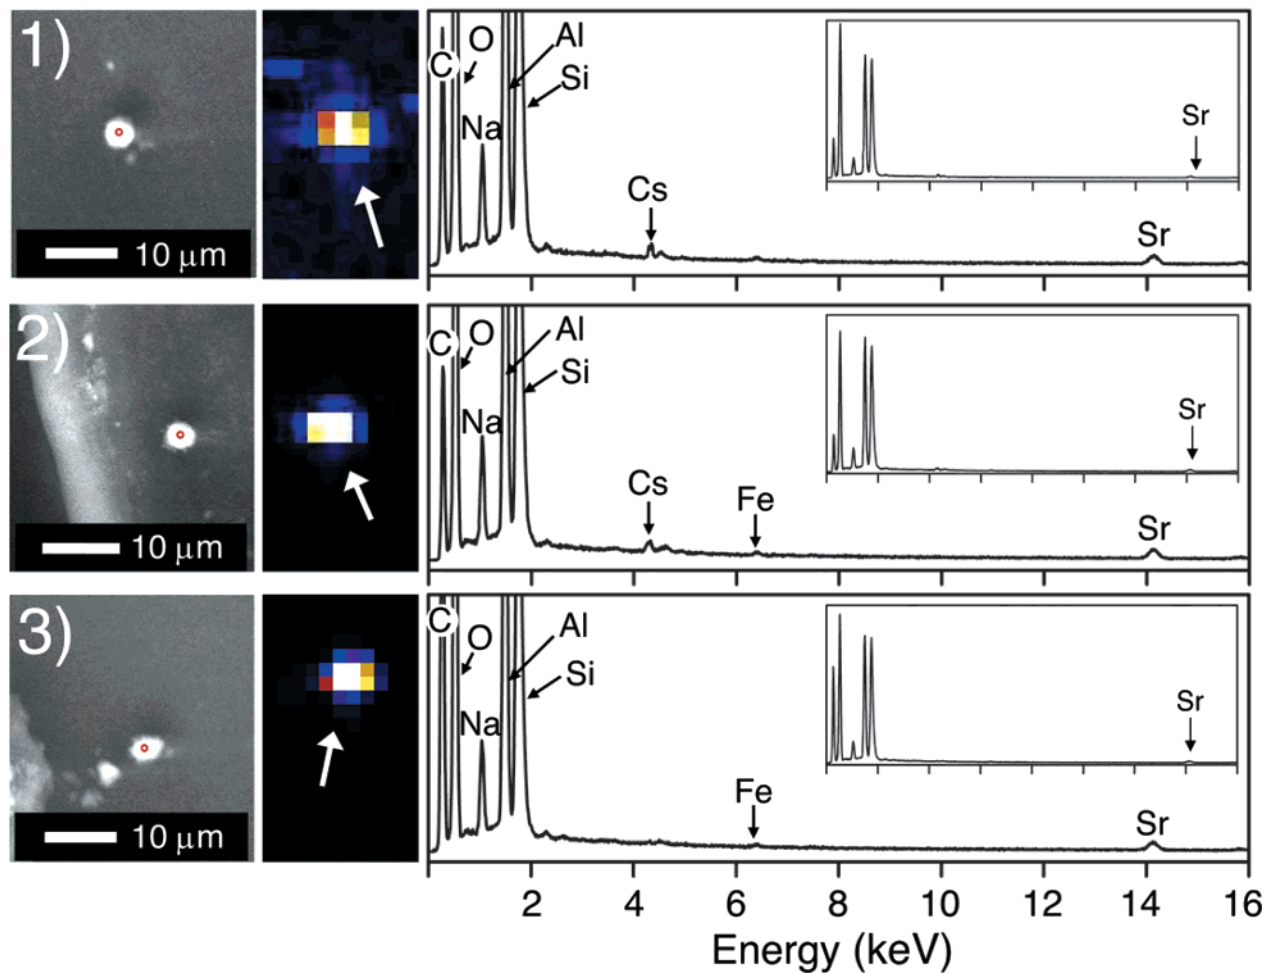 1)
10 μm
C
O
Na
Al
Si
Cs
Sr
Sr
2)
10 μm
C
O
Na
Al
Si
Cs
Fe
Sr
Sr
3)
10 μm
C
O
Na
Al
Si
Fe
Sr
Sr
2 4 6 8 10 12 14 16
Energy (keV)